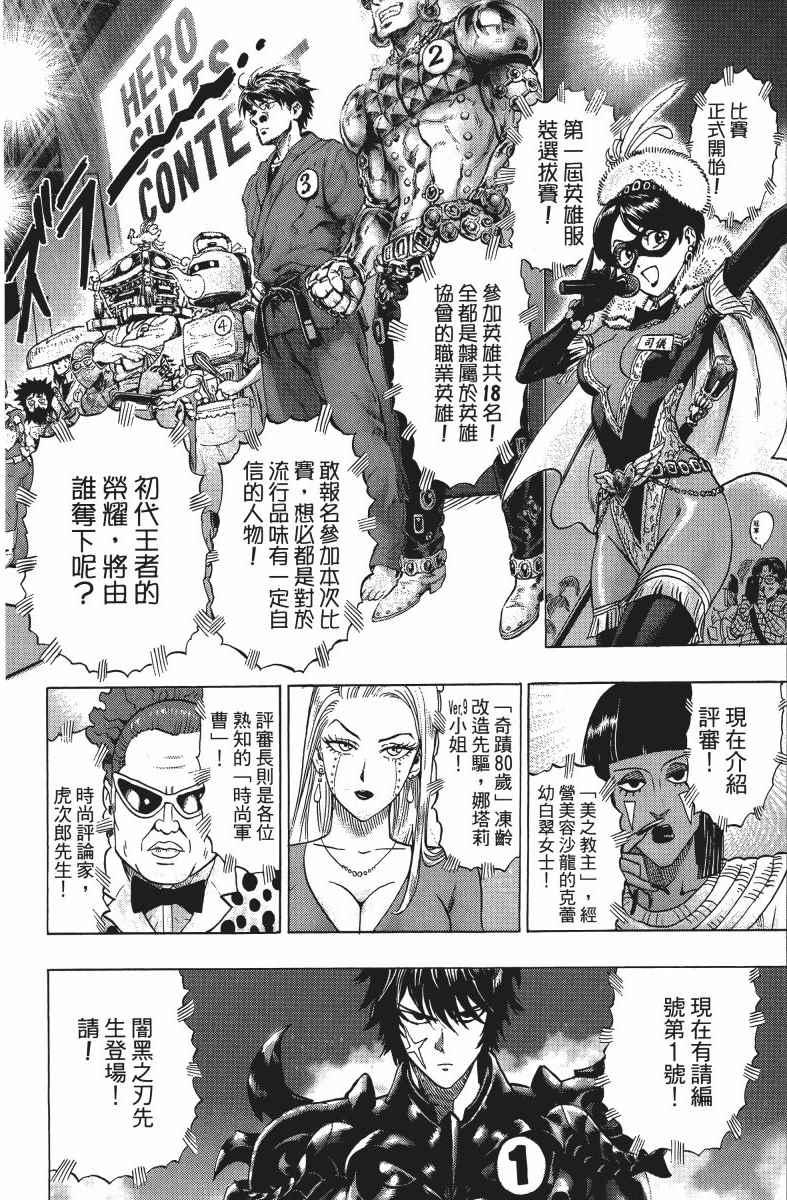 比賽
正式開始！
第一屆英雄服
裝選拔賽！
HERO
SUITS
CONTEST
2
3
④
司儀
參加英雄共18名！
全都是隸屬於英雄
協會的職業英雄！
敢報名參加本次比
賽，想必都是對於
流行品味有一定自
信的人物！
初代王者的
榮耀，將由
誰奪下呢？
現在介紹
評審！
「美之教主」，經
營美容沙龍的克蕾
幼白翠女士！
「奇蹟80歲」凍齡
改造先驅，娜塔莉
Ver.9
小姐！
評審長則是各位
熟知的「時尚軍
曹」！
時尚評論家，
虎次郎先生！
現在有請編
號第1號！
闇黑之刃先
生登場！
請！
1